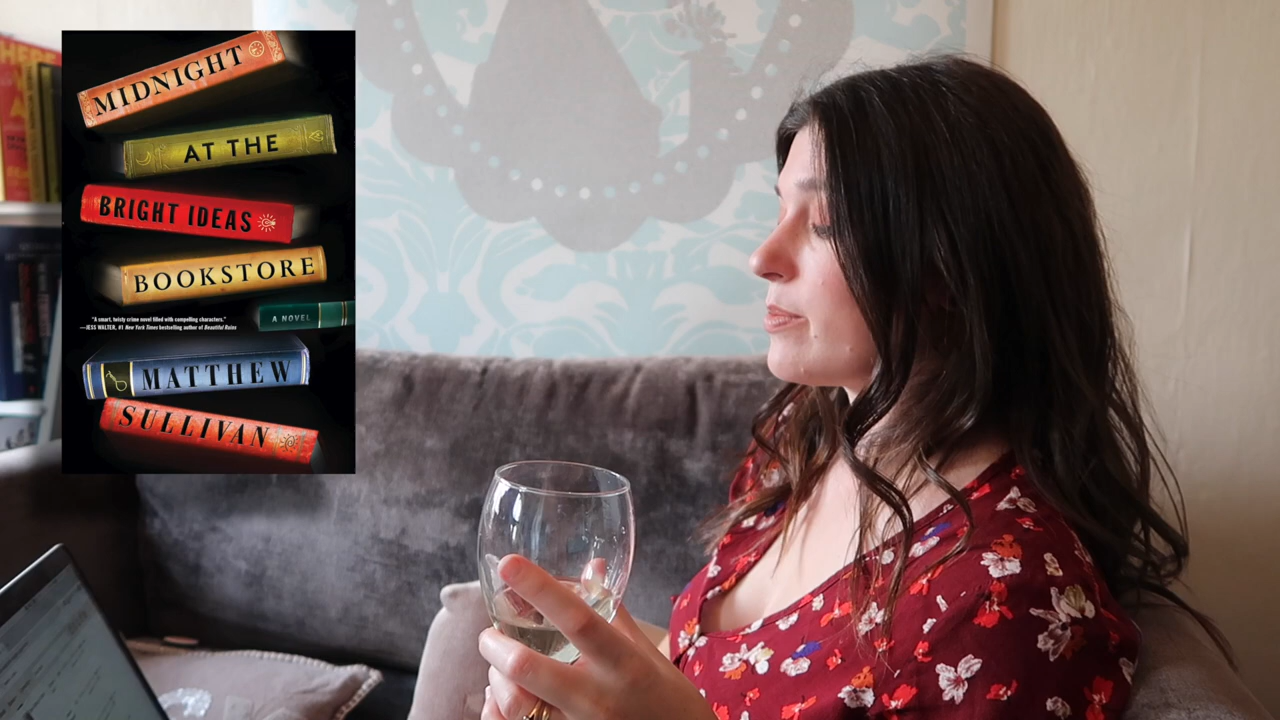 MIDNIGHT
AT THE
BRIGHT IDEAS
BOOKSTORE
A NOVEL
"A smart, twisty crime novel filled with compelling characters."
—JESS WALTER, #1 New York Times bestselling author of Beautiful Ruins
MATTHEW
SULLIVAN